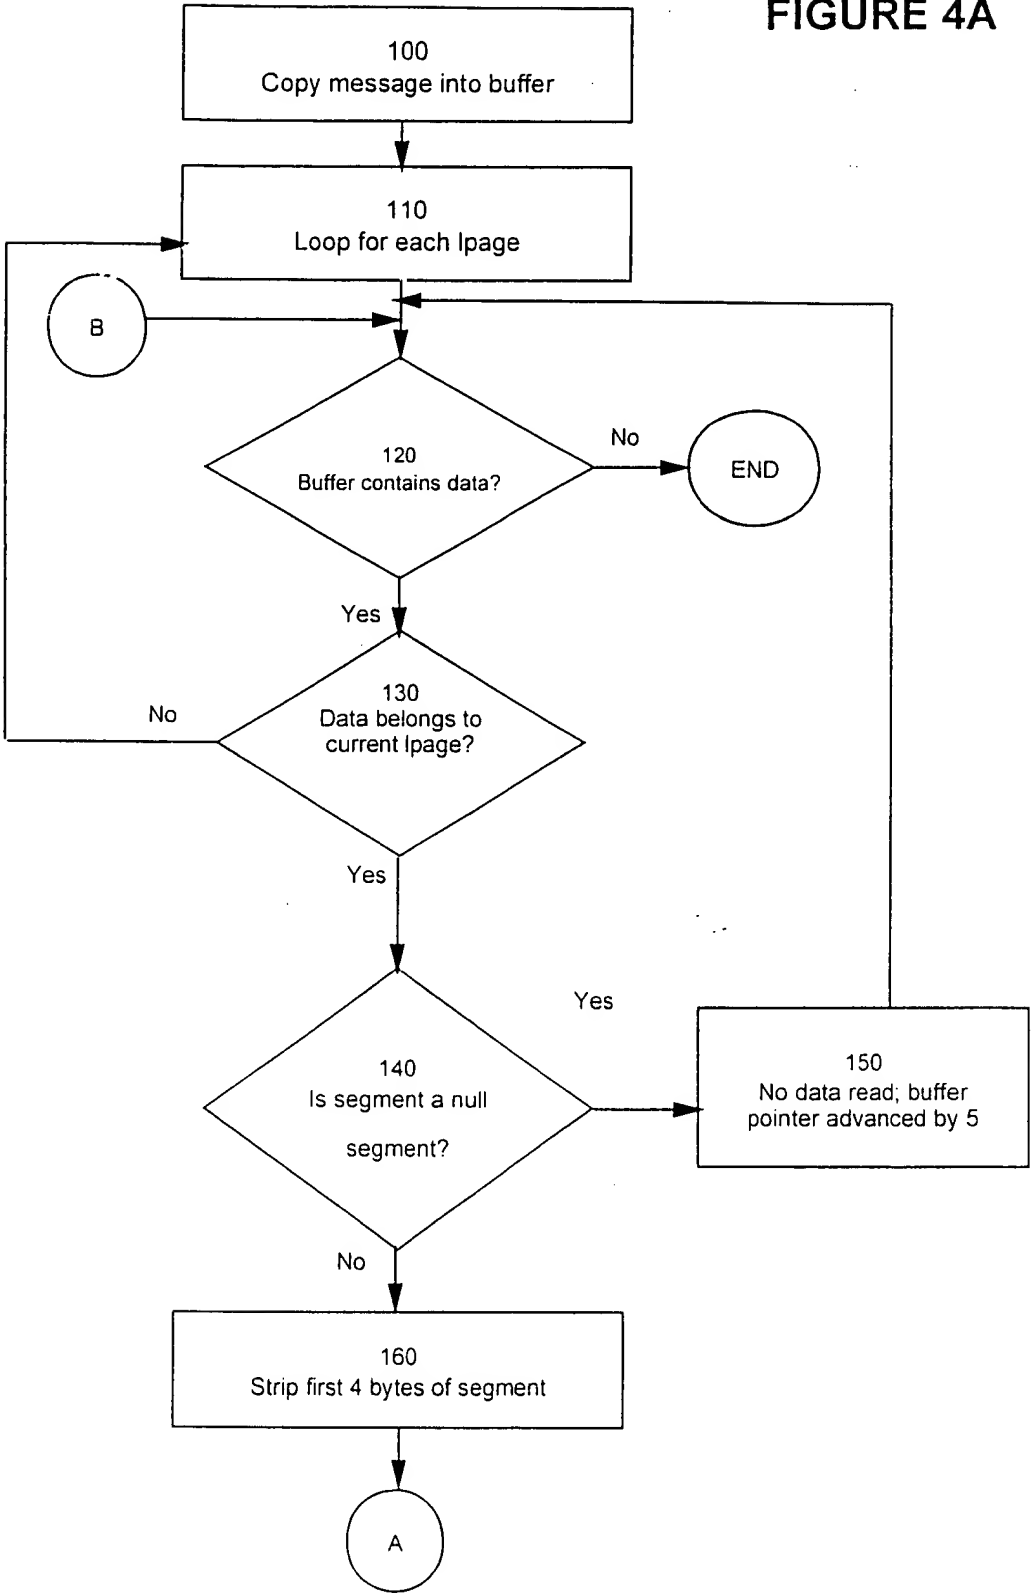 FIGURE 4A
100
Copy message into buffer
110
Loop for each lpage
B
120
Buffer contains data?
No
END
Yes
130
Data belongs to
current lpage?
No
Yes
Yes
140
Is segment a null
segment?
150
No data read; buffer
pointer advanced by 5
No
160
Strip first 4 bytes of segment
A